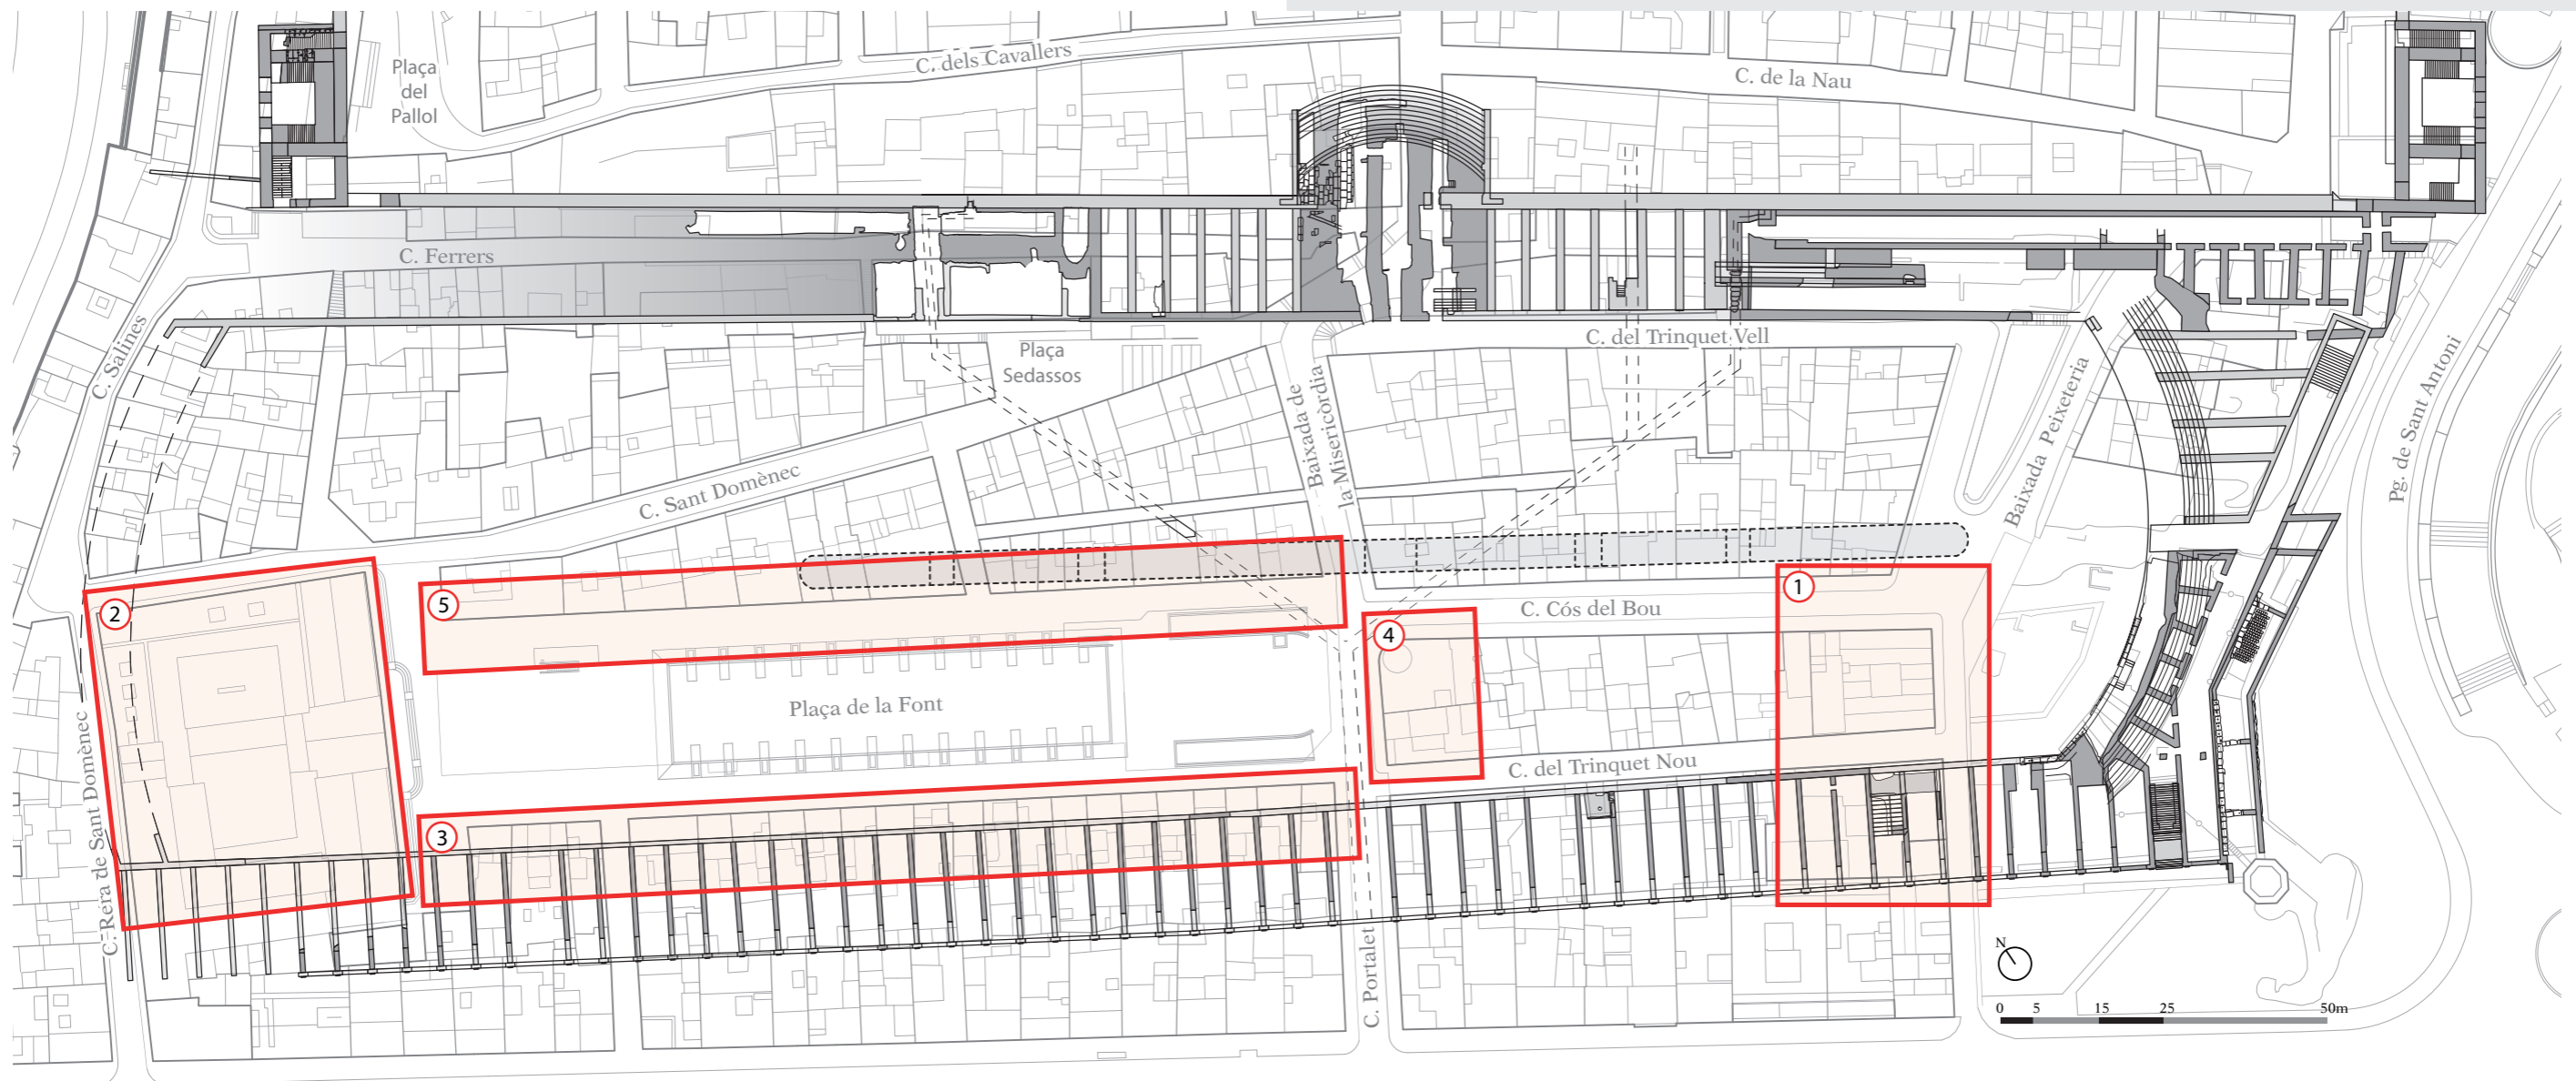 C. dels Cavallers
C. de la Nau
Plaça
del
Pallol
C. Ferrers
C. Salines
Plaça
Sedassos
C. del Trinquet Vell
Baixada de
la Misericòrdia
Baixada Peixeteria
Pg. de Sant Antoni
C. Sant Domènec
5
2
1
C. Cós del Bou
4
Plaça de la Font
C. del Trinquet Nou
3
C. Rera de Sant Domènec
C. Portalet
N
0 5 15 25 50m